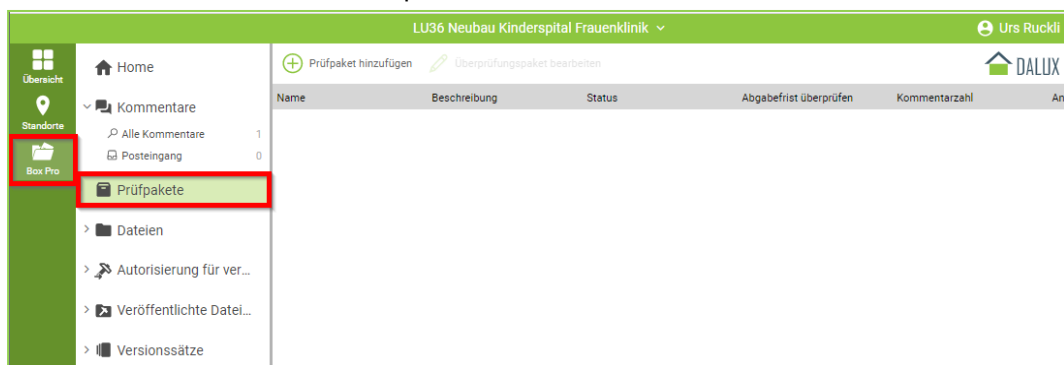 LU36 Neubau Kinderspital Frauenklinik
Urs Ruckli
Übersicht
Standorte
Box Pro
Home
Kommentare
Alle Kommentare 1
Posteingang 0
Prüfpakete
Dateien
Autorisierung für ver...
Veröffentlichte Datei...
Versionssätze
Prüfpaket hinzufügen
Überprüfungspaket bearbeiten
DALUX
Name Beschreibung Status Abgabefrist überprüfen Kommentarzahl An